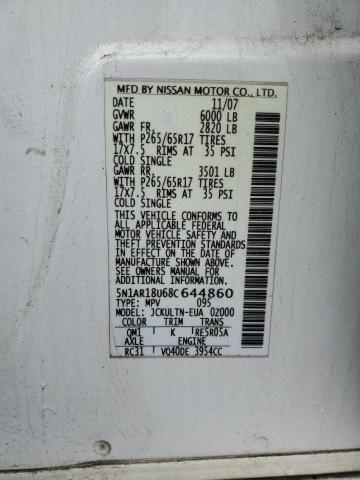 MFD BY NISSAN MOTOR CO., LTD.
DATE 11/07
GVWR 6000 LB
GAWR FR. 2820 LB
WITH P265/65R17 TIRES
17X7.5 RIMS AT 35 PSI
COLD SINGLE
GAWR RR. 3501 LB
WITH P265/65R17 TIRES
17X7.5 RIMS AT 35 PSI
COLD SINGLE
THIS VEHICLE CONFORMS TO
ALL APPLICABLE FEDERAL
MOTOR VEHICLE SAFETY AND
THEFT PREVENTION STANDARDS
IN EFFECT ON THE DATE OF
MANUFACTURE SHOWN ABOVE.
SEE OWNERS MANUAL FOR
ADDITIONAL INFORMATION.
5N1AR18U68C644860
TYPE: MPV 095
MODEL: JCKULTN-EUA 02000
COLOR TRIM TRANS
QM1 K RE5R05A
AXLE ENGINE
RC31 VQ40DE 3954CC